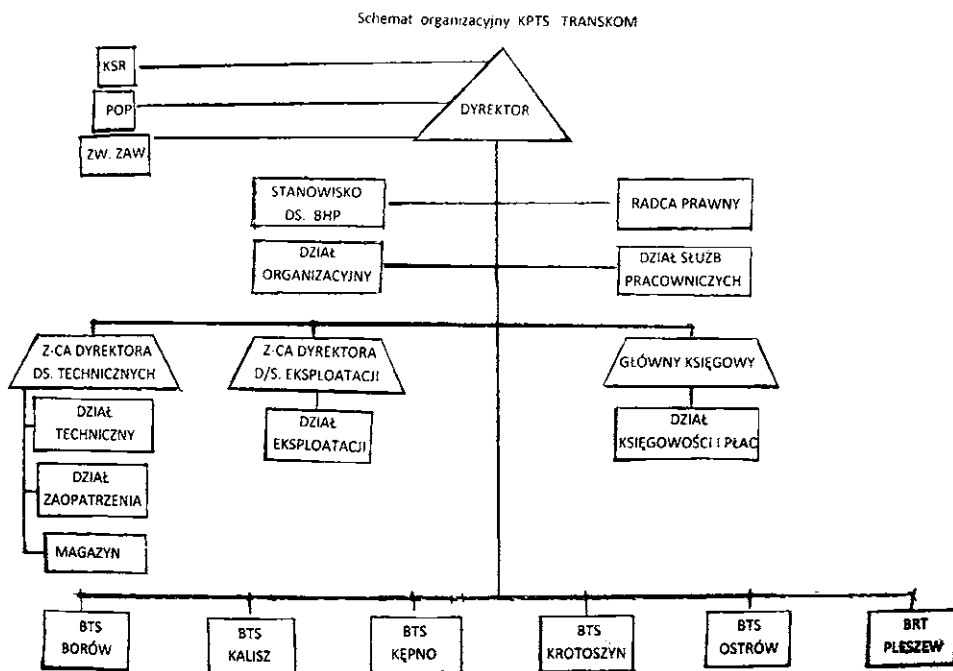 Schemat organizacyjny KPTS TRANSKOM
KSR
POP
ZW. ZAW
DYREKTOR
STANOWISKO
DS. BHP
RADCA PRAWNY
DZIAŁ
ORGANIZACYJNY
DZIAŁ SŁUŻB
PRACOWNICZYCH
Z-CA DYREKTORA
DS. TECHNICZNYCH
Z-CA DYREKTORA
D/S. EKSPLOATACJI
GŁÓWNY KSIĘGOWY
DZIAŁ
TECHNICZNY
DZIAŁ
EKSPLOATACJI
DZIAŁ
KSIĘGOWOŚCI I PŁAC
DZIAŁ
ZAOPATRZENIA
MAGAZYN
BTS
BORÓW
BTS
KALISZ
BTS
KĘPNO
BTS
KROTOSZYN
BTS
OSTRÓW
BRT
PLESZEW